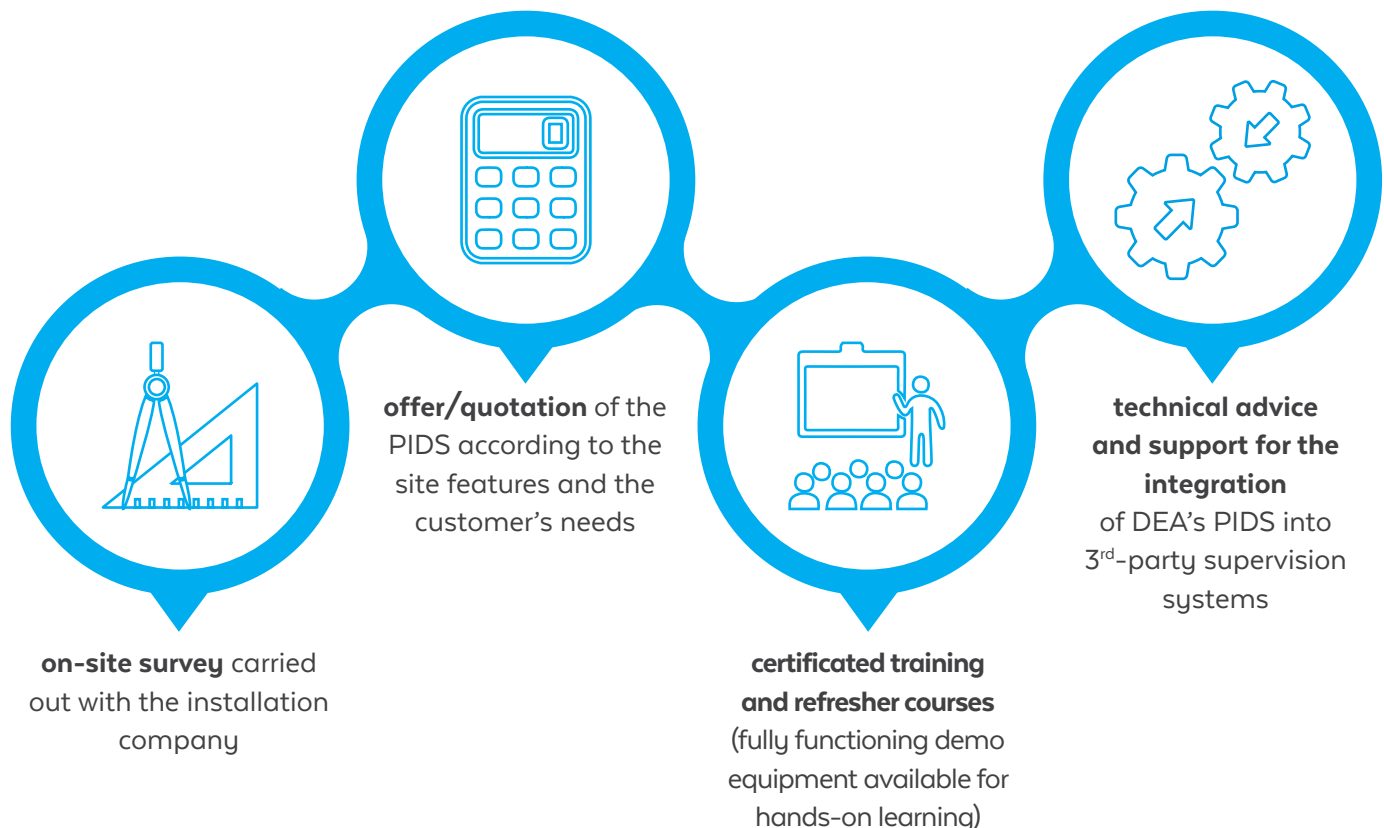 on-site survey carried
out with the installation
company
offer/quotation of the
PIDS according to the
site features and the
customer’s needs
certificated training
and refresher courses
(fully functioning demo
equipment available for
hands-on learning)
technical advice
and support for the
integration
of DEA’s PIDS into
3rd-party supervision
systems